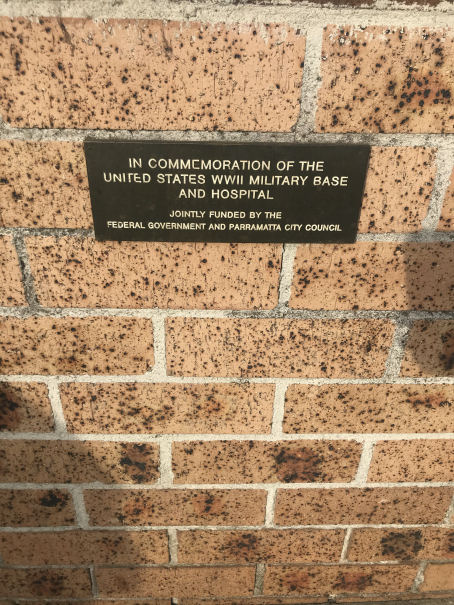 IN COMMEMORATION OF THE
UNITED STATES WWII MILITARY BASE
AND HOSPITAL
JOINTLY FUNDED BY THE
FEDERAL GOVERNMENT AND PARRAMATTA CITY COUNCIL